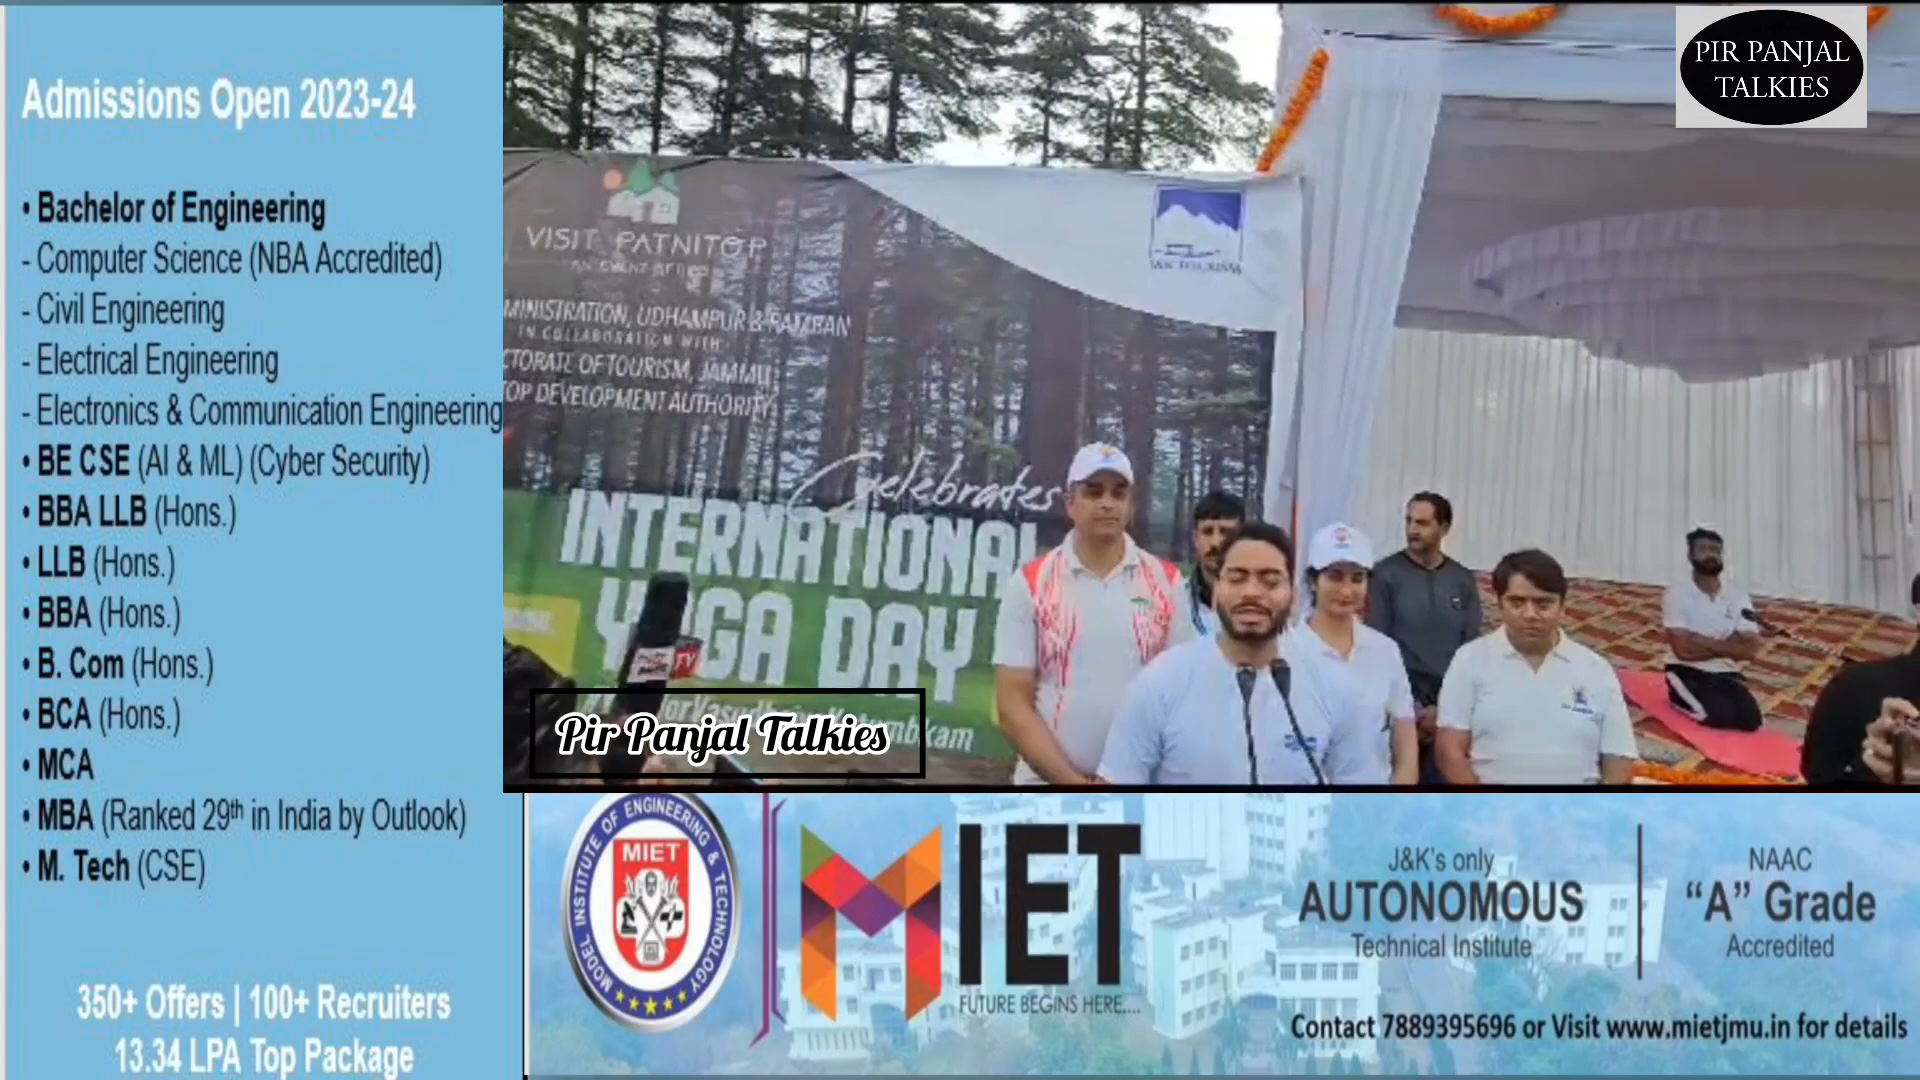 Admissions Open 2023-24
• Bachelor of Engineering
- Computer Science (NBA Accredited)
- Civil Engineering
- Electrical Engineering
- Electronics & Communication Engineering
• BE CSE (AI & ML) (Cyber Security)
• BBA LLB (Hons.)
• LLB (Hons.)
• BBA (Hons.)
• B. Com (Hons.)
• BCA (Hons.)
• MCA
• MBA (Ranked 29th in India by Outlook)
• M. Tech (CSE)
350+ Offers | 100+ Recruiters
13.34 LPA Top Package
PIR PANJAL
TALKIES
VISIT PATNITOP
MINISTRATION, UDHAMPUR & RAMBAN
IN COLLABORATION WITH
CTORATE OF TOURISM, JAMMU
TOP DEVELOPMENT AUTHORITY
J&K TOURISM
Celebrates
INTERNATIONAL
YOGA DAY
TV
Pir Panjal Talkies
MODEL INSTITUTE OF ENGINEERING & TECHNOLOGY
MIET
MIET
FUTURE BEGINS HERE....
J&K's only
AUTONOMOUS
Technical Institute
NAAC
“A” Grade
Accredited
Contact 7889395696 or Visit www.mietjmu.in for details